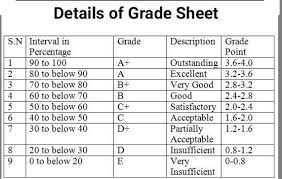 Details of Grade Sheet
S.N Interval in Percentage Grade Description Grade Point
1 90 to 100 A+ Outstanding 3.6-4.0
2 80 to below 90 A Excellent 3.2-3.6
3 70 to below 80 B+ Very Good 2.8-3.2
4 60 to below 70 B Good 2.4-2.8
5 50 to below 60 C+ Satisfactory 2.0-2.4
6 40 to below 50 C Acceptable 1.6-2.0
7 30 to below 40 D+ Partially Acceptable 1.2-1.6
8 20 to below 30 D Insufficient 0.8-1.2
9 0 to below 20 E Very Insufficient 0-0.8